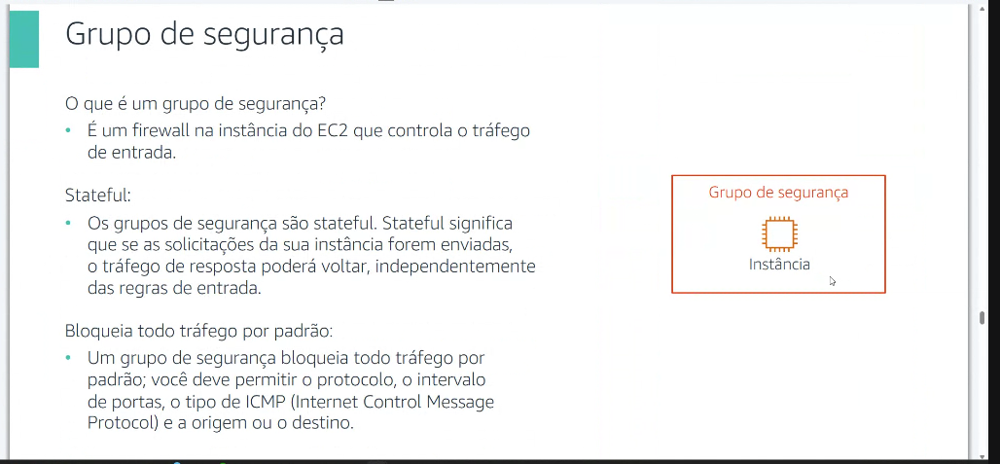 Grupo de segurança
O que é um grupo de segurança?
• É um firewall na instância do EC2 que controla o tráfego
de entrada.
Stateful:
• Os grupos de segurança são stateful. Stateful significa
que se as solicitações da sua instância forem enviadas,
o tráfego de resposta poderá voltar, independentemente
das regras de entrada.
Bloqueia todo tráfego por padrão:
• Um grupo de segurança bloqueia todo tráfego por
padrão; você deve permitir o protocolo, o intervalo
de portas, o tipo de ICMP (Internet Control Message
Protocol) e a origem ou o destino.
Grupo de segurança
Instância